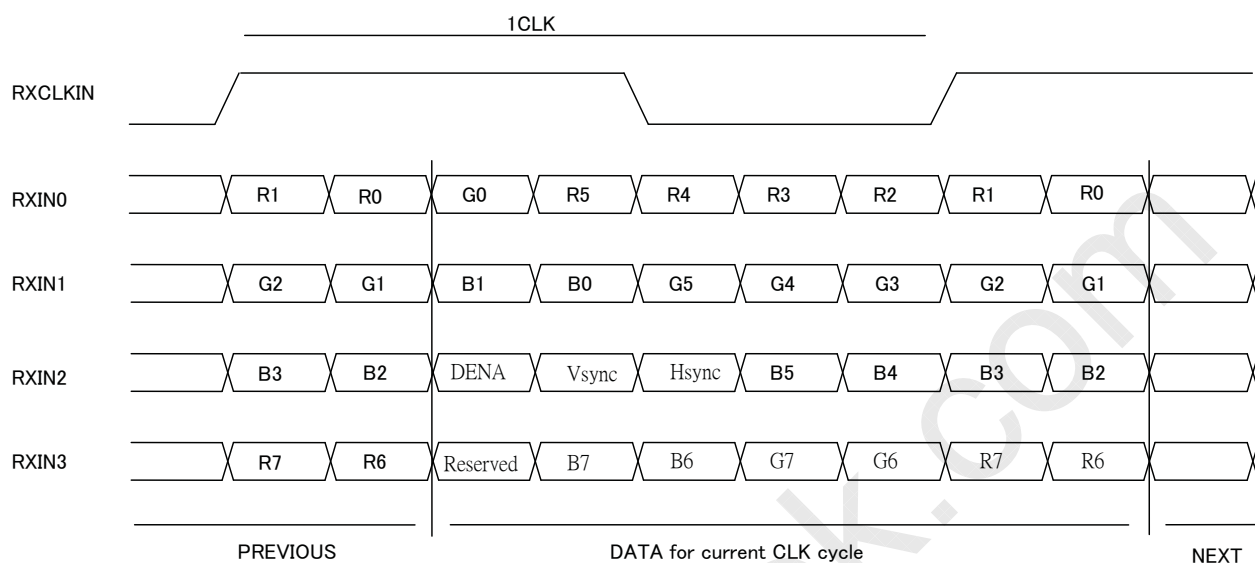 1CLK
RXCLKIN
RXIN0 R1 R0 G0 R5 R4 R3 R2 R1 R0
RXIN1 G2 G1 B1 B0 G5 G4 G3 G2 G1
RXIN2 B3 B2 DENA Vsync Hsync B5 B4 B3 B2
RXIN3 R7 R6 Reserved B7 B6 G7 G6 R7 R6
PREVIOUS DATA for current CLK cycle NEXT
k.com